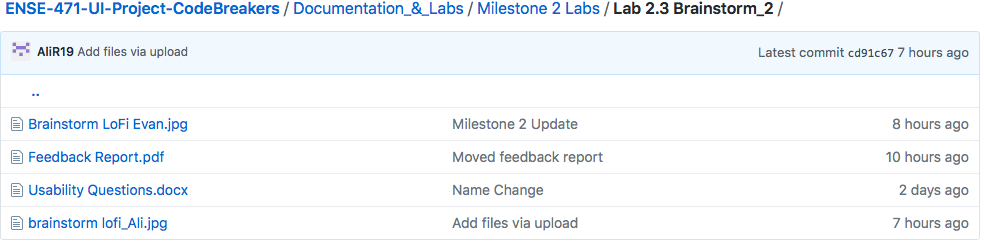 ENSE-471-UI-Project-CodeBreakers / Documentation_&_Labs / Milestone 2 Labs / Lab 2.3 Brainstorm_2 /
AliR19 Add files via upload Latest commit cd91c67 7 hours ago
..
Brainstorm LoFi Evan.jpg Milestone 2 Update 8 hours ago
Feedback Report.pdf Moved feedback report 10 hours ago
Usability Questions.docx Name Change 2 days ago
brainstorm lofi_Ali.jpg Add files via upload 7 hours ago